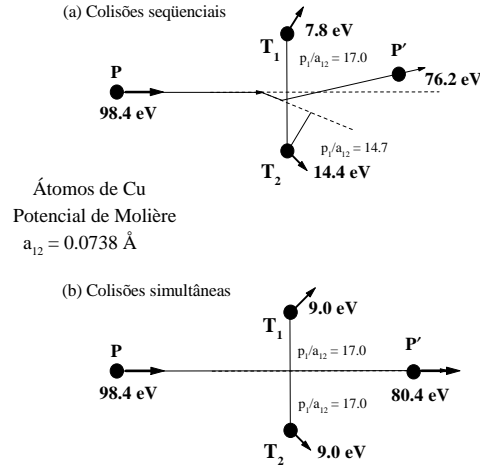 (a) Colisões seqüenciais
T1
7.8 eV
p1/a12 = 17.0
P′
P
76.2 eV
98.4 eV
p1/a12 = 14.7
T2
14.4 eV
Átomos de Cu
Potencial de Molière
a12 = 0.0738 Å
(b) Colisões simultâneas
9.0 eV
T1
P
p1/a12 = 17.0
P′
98.4 eV
80.4 eV
p1/a12 = 17.0
T2
9.0 eV